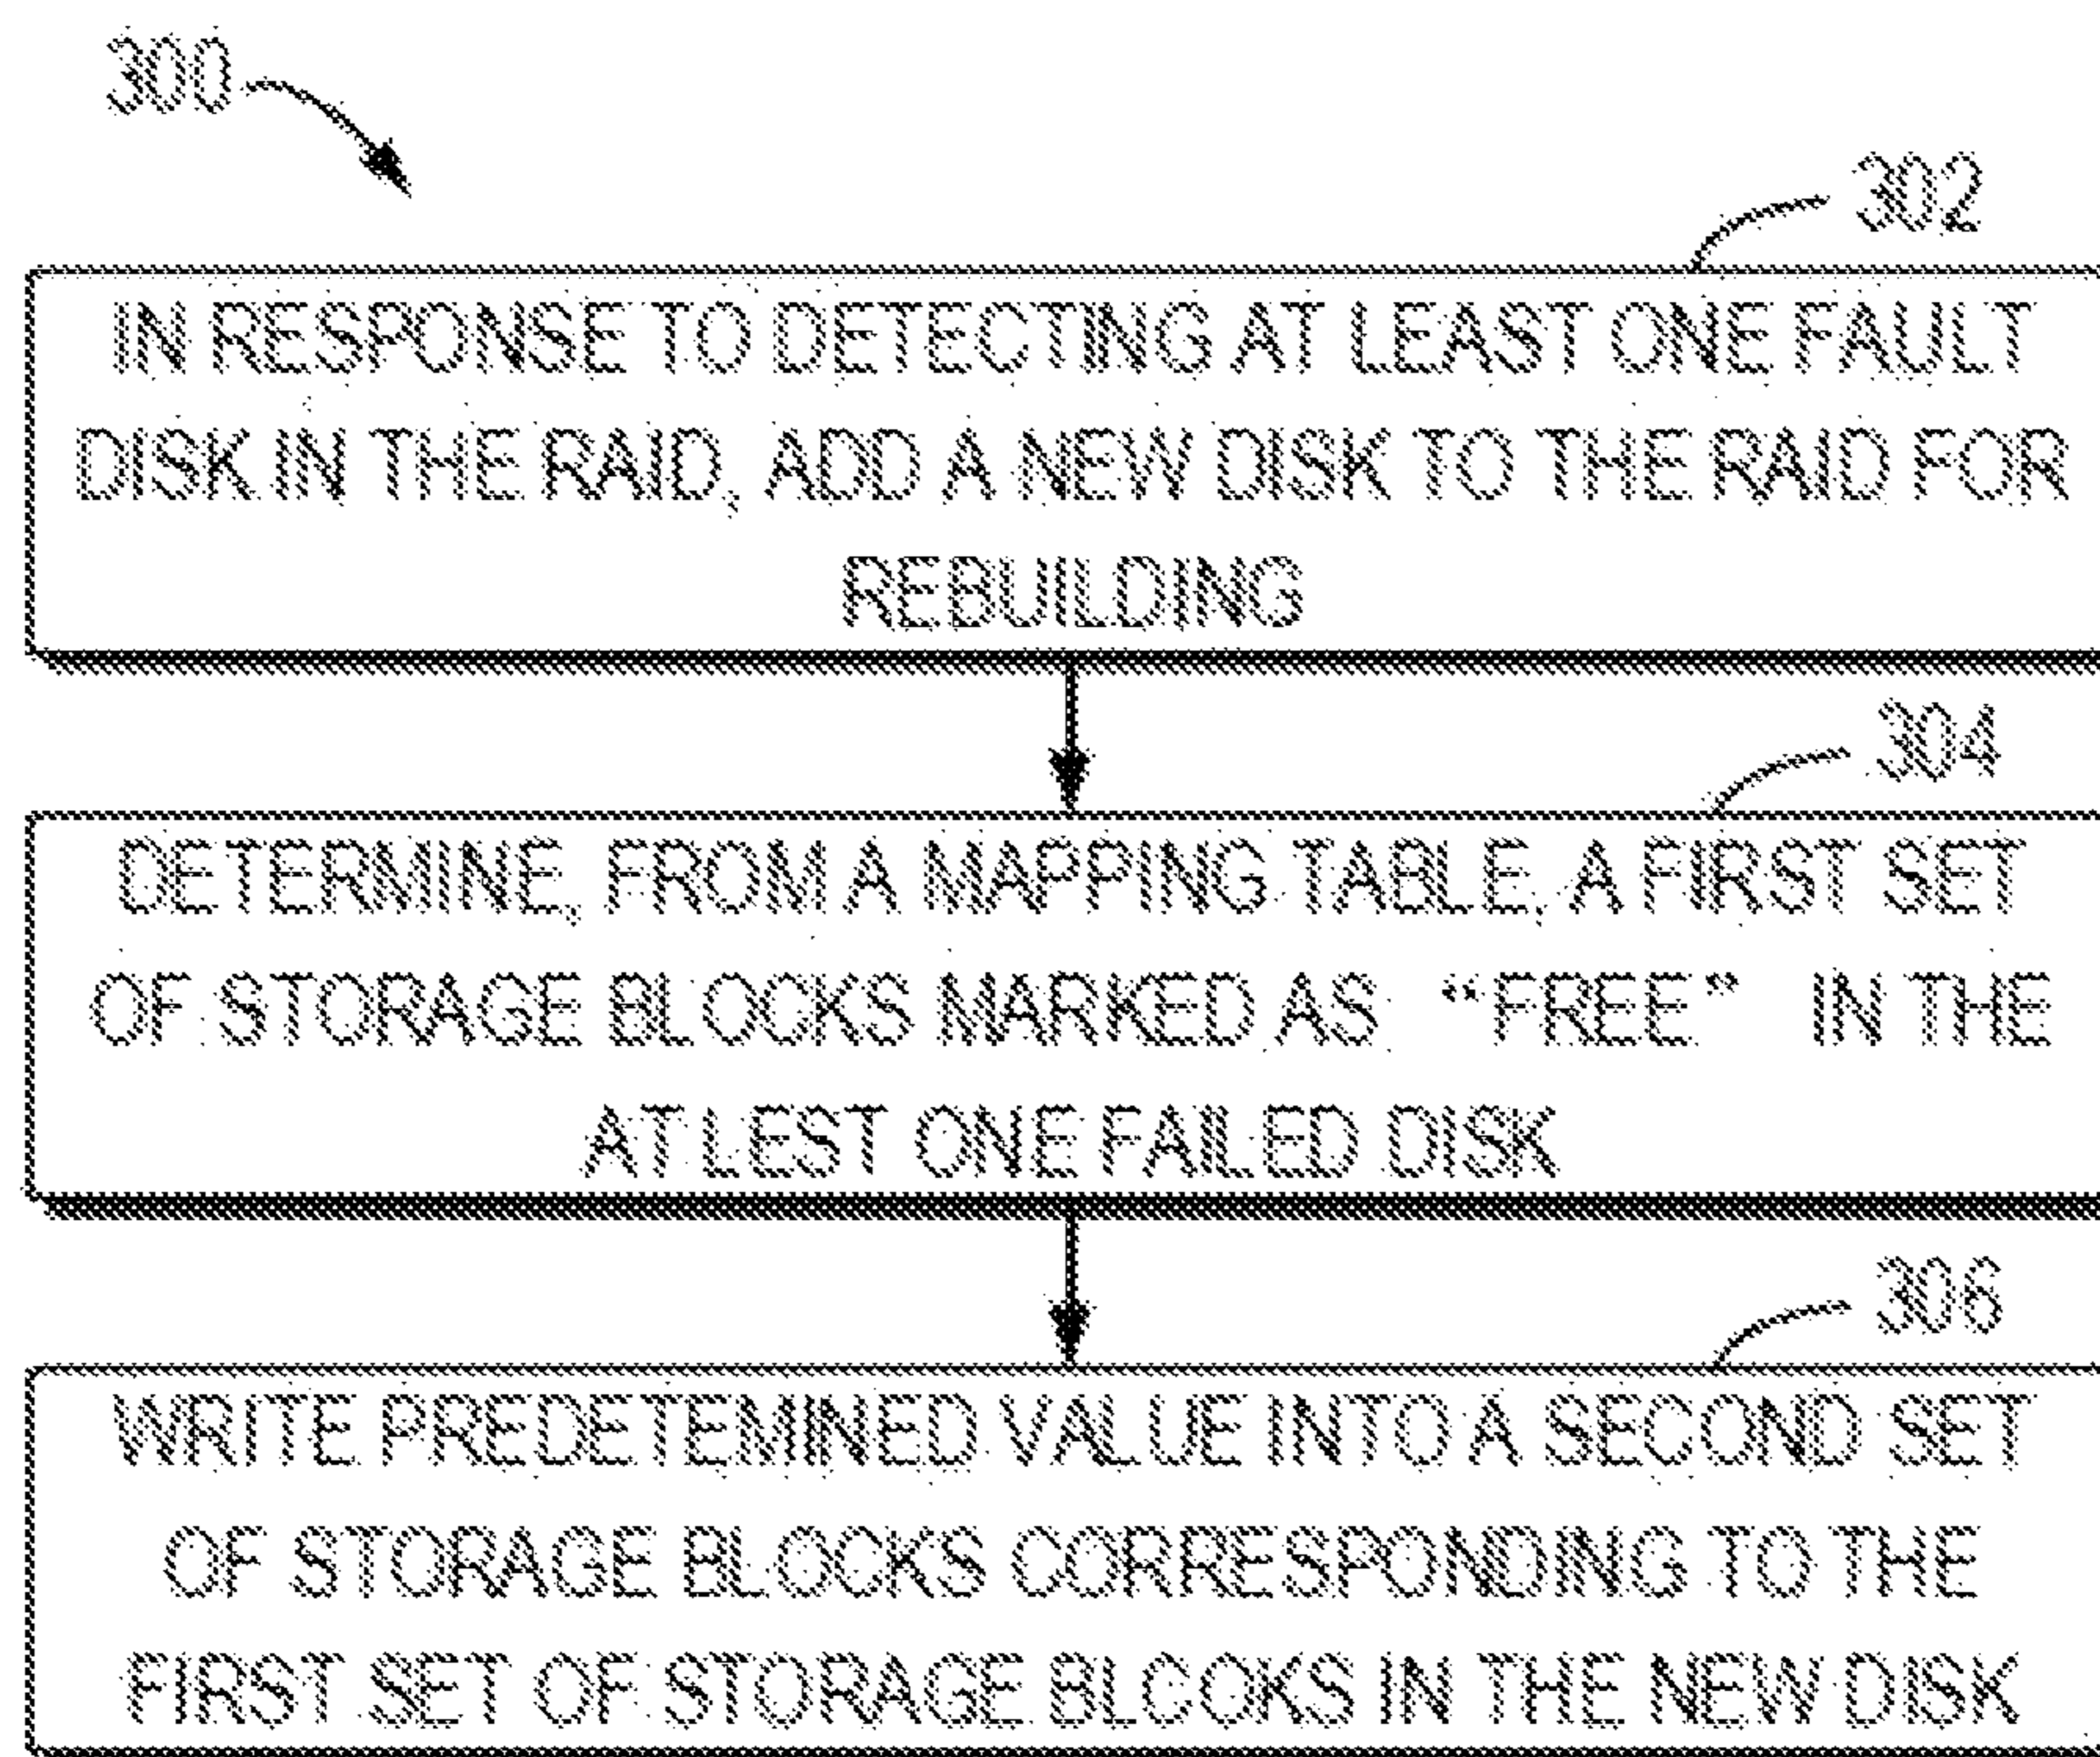 300
302
IN RESPONSE TO DETECTING AT LEAST ONE FAULT
DISK IN THE RAID, ADD A NEW DISK TO THE RAID FOR
REBUILDING
304
DETERMINE, FROM A MAPPING TABLE, A FIRST SET
OF STORAGE BLOCKS MARKED AS “FREE” IN THE
AT LEST ONE FAILED DISK
306
WRITE PREDETEMINED VALUE INTO A SECOND SET
OF STORAGE BLOCKS CORRESPONDING TO THE
FIRST SET OF STORAGE BLCOKS IN THE NEW DISK